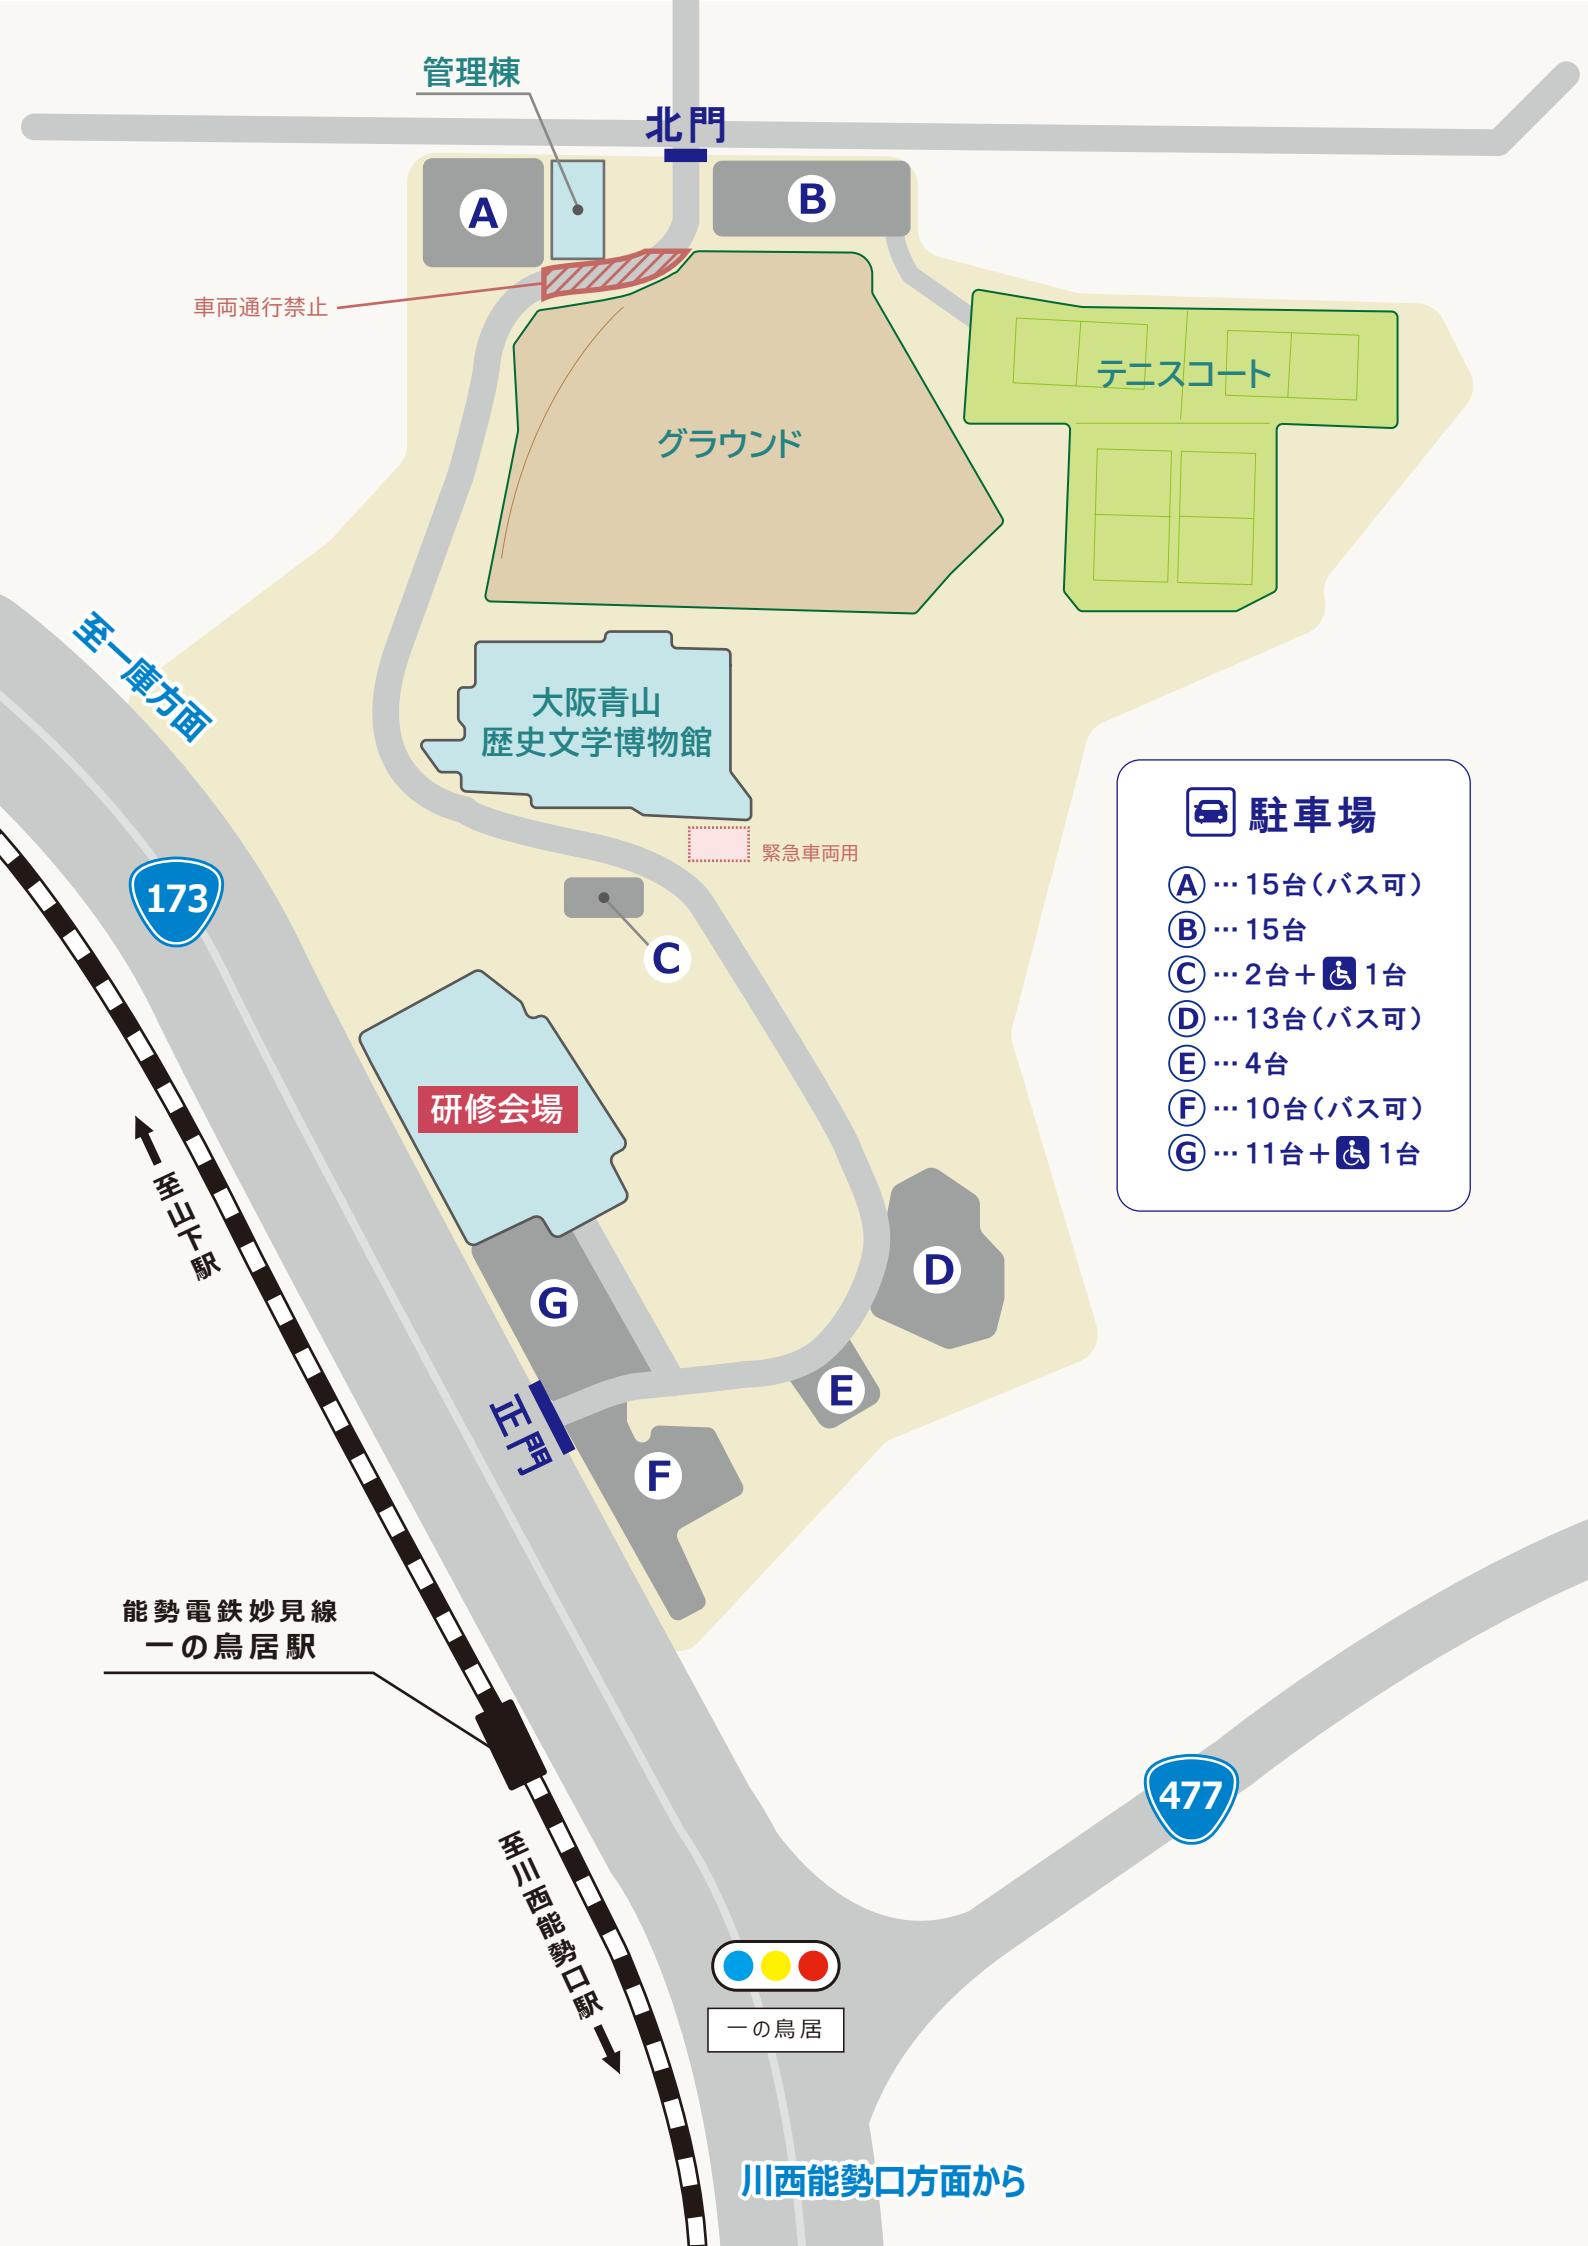 管理棟
北門
A
B
車両通行禁止
テニスコート
グラウンド
至一庫方面
大阪青山
歴史文学博物館
緊急車両用
173
C
駐車場
A … 15台（バス可）
B … 15台
C … 2台＋ 1台
D … 13台（バス可）
E … 4台
F … 10台（バス可）
G … 11台＋ 1台
研修会場
至山下駅
D
G
E
正門
F
能勢電鉄妙見線
一の鳥居駅
477
至川西能勢口駅
一の鳥居
川西能勢口方面から